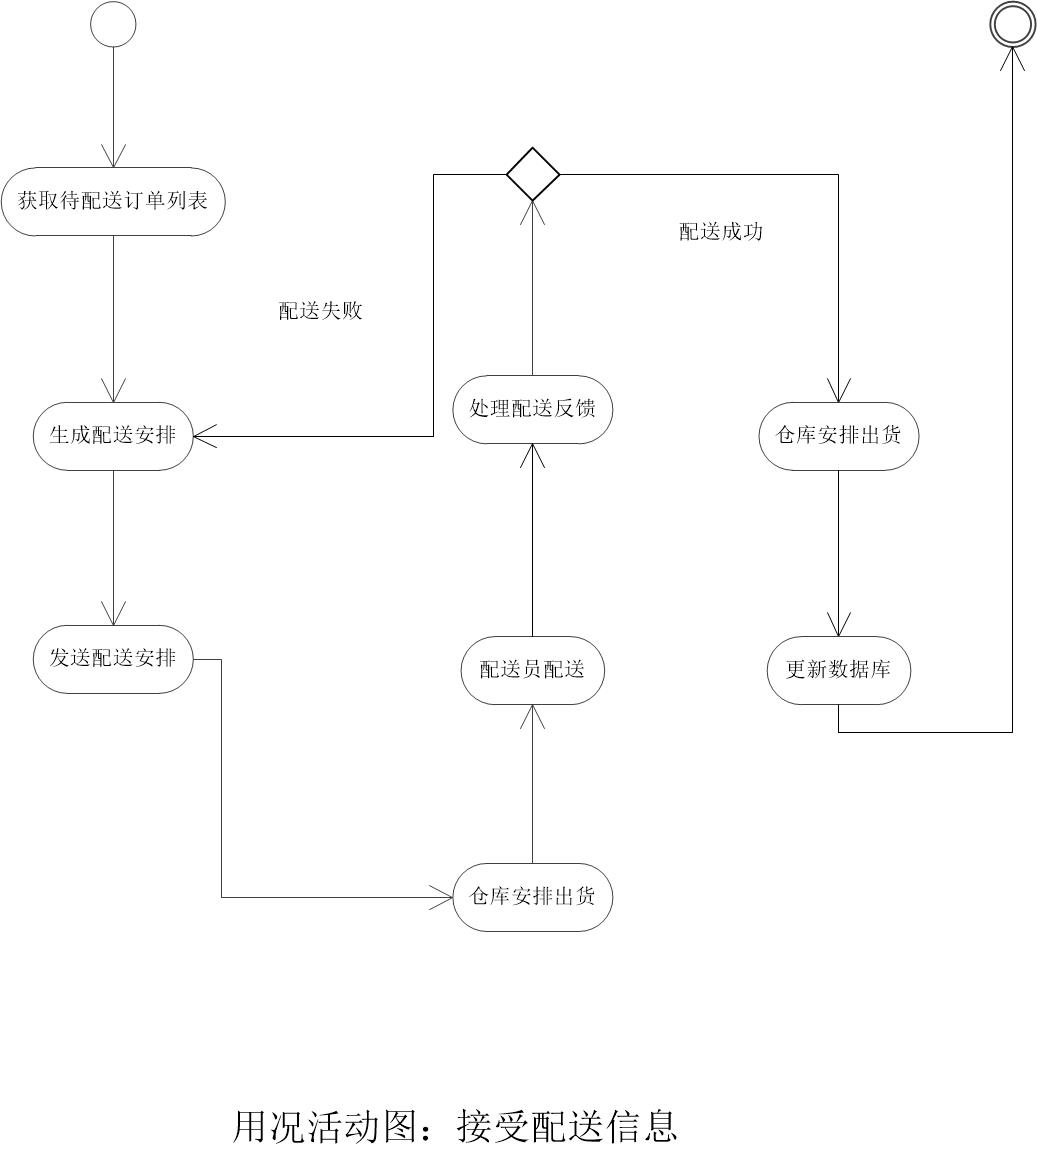 获取待配送订单列表
配送成功
配送失败
处理配送反馈
生成配送安排
仓库安排出货
发送配送安排
配送员配送
更新数据库
仓库安排出货
用况活动图：接受配送信息